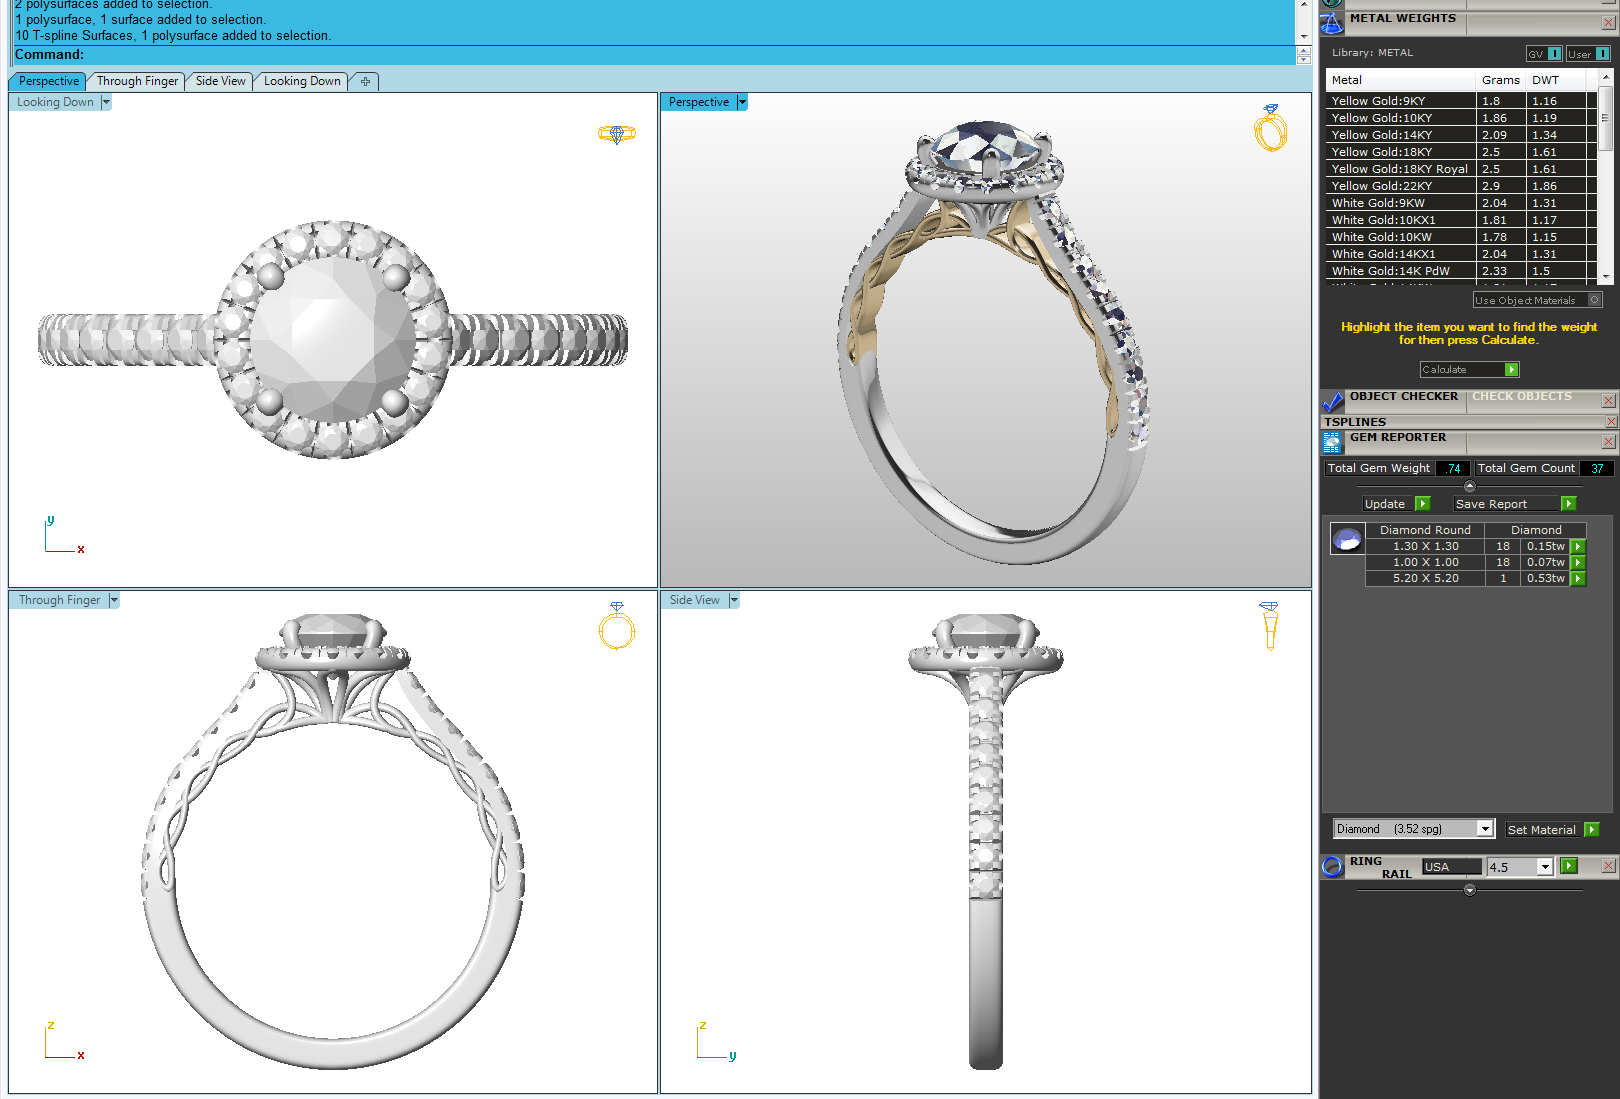 2 polysurfaces added to selection.
1 polysurface, 1 surface added to selection.
10 T-spline Surfaces, 1 polysurface added to selection.
Command:
Perspective Through Finger Side View Looking Down
Looking Down
Perspective
y
x
Through Finger
Side View
z
x
z
y
METAL WEIGHTS
Library: METAL GV I User I
Metal Grams DWT
Yellow Gold:9KY 1.8 1.16
Yellow Gold:10KY 1.86 1.19
Yellow Gold:14KY 2.09 1.34
Yellow Gold:18KY 2.5 1.61
Yellow Gold:18KY Royal 2.5 1.61
Yellow Gold:22KY 2.9 1.86
White Gold:9KW 2.04 1.31
White Gold:10KX1 1.81 1.17
White Gold:10KW 1.78 1.15
White Gold:14KX1 2.04 1.31
White Gold:14K PdW 2.33 1.5
Use Object Materials
Highlight the item you want to find the weight
for then press Calculate.
Calculate
OBJECT CHECKER CHECK OBJECTS
TSPLINES
GEM REPORTER
Total Gem Weight .74 Total Gem Count 37
Update Save Report
Diamond Round Diamond
1.30 X 1.30 18 0.15tw
1.00 X 1.00 18 0.07tw
5.20 X 5.20 1 0.53tw
Diamond (3.52 spg) Set Material
RING RAIL USA 4.5